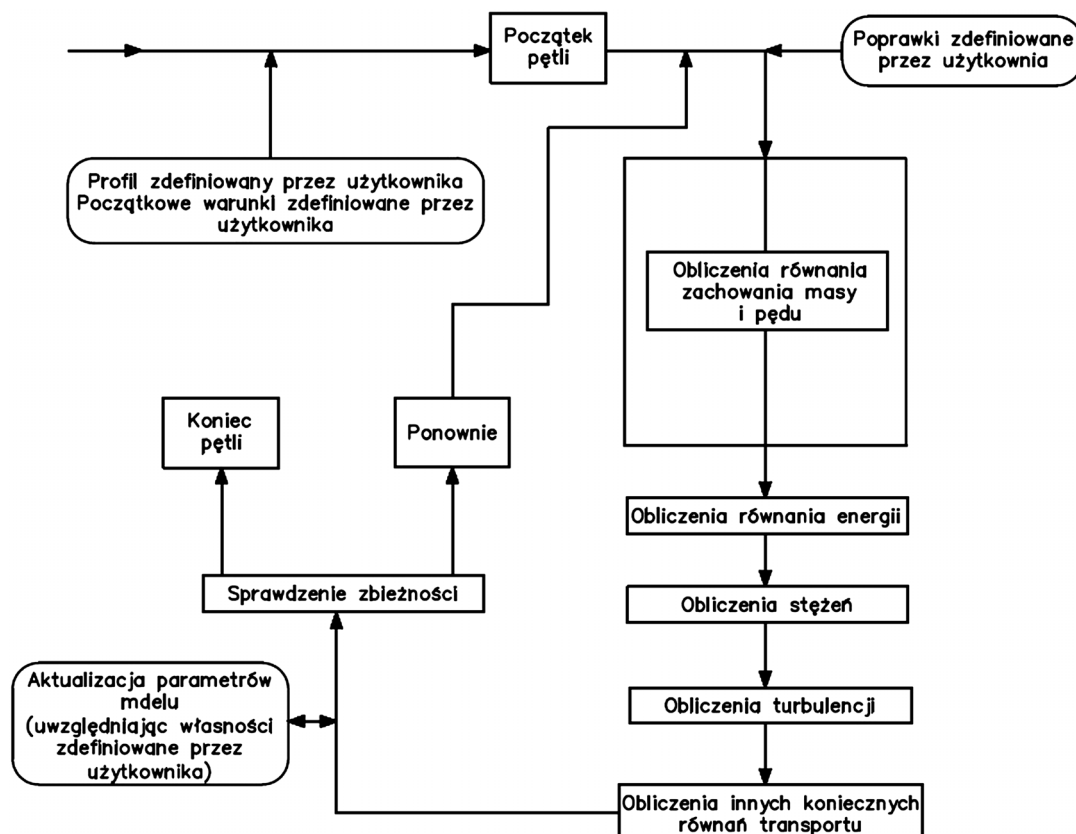 Początek
pętli
Poprawki zdefiniowane
przez użytkownia
Profil zdefiniowany przez użytkownika
Początkowe warunki zdefiniowane przez
użytkownika
Obliczenia równania
zachowania masy
i pędu
Koniec
pętli
Ponownie
Obliczenia równania energii
Sprawdzenie zbieżności
Obliczenia stężeń
Aktualizacja parametrów
mdelu
(uwzględniając własności
zdefiniowane przez
użytkownika)
Obliczenia turbulencji
Obliczenia innych koniecznych
równań transportu